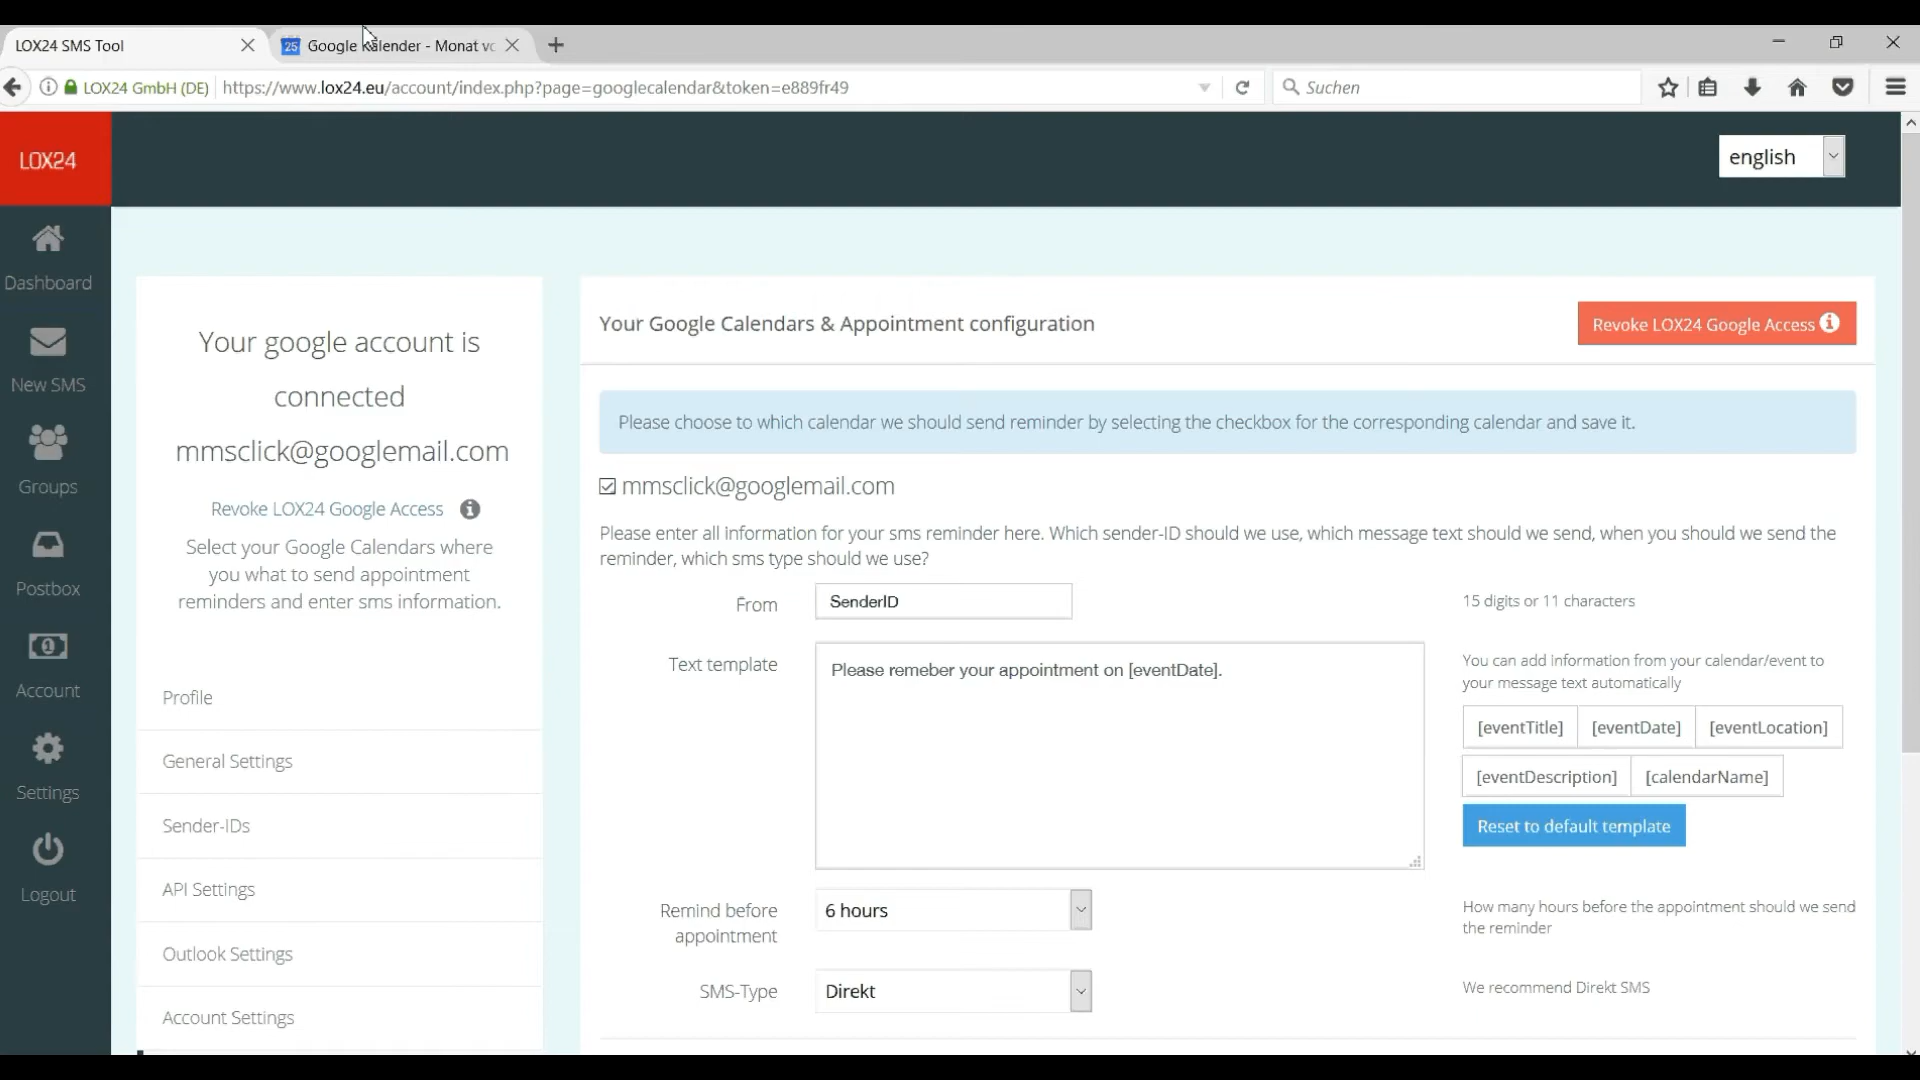 LOX24 SMS Tool
25
Google Kalender - Monat vo
LOX24 GmbH (DE)
https://www.lox24.eu/account/index.php?page=googlecalendar&token=e889fr49
Suchen
LOX24
english
Dashboard
New SMS
Groups
Postbox
Account
Settings
Logout
Your google account is
connected
mmsclick@googlemail.com
Revoke LOX24 Google Access
Select your Google Calendars where
you what to send appointment
reminders and enter sms information.
Profile
General Settings
Sender-IDs
API Settings
Outlook Settings
Account Settings
Your Google Calendars & Appointment configuration
Revoke LOX24 Google Access
Please choose to which calendar we should send reminder by selecting the checkbox for the corresponding calendar and save it.
mmsclick@googlemail.com
Please enter all information for your sms reminder here. Which sender-ID should we use, which message text should we send, when you should we send the
reminder, which sms type should we use?
From
SenderID
15 digits or 11 characters
Text template
Please remeber your appointment on [eventDate].
You can add information from your calendar/event to
your message text automatically
[eventTitle]
[eventDate]
[eventLocation]
[eventDescription]
[calendarName]
Reset to default template
Remind before
appointment
6 hours
How many hours before the appointment should we send
the reminder
SMS-Type
Direkt
We recommend Direkt SMS